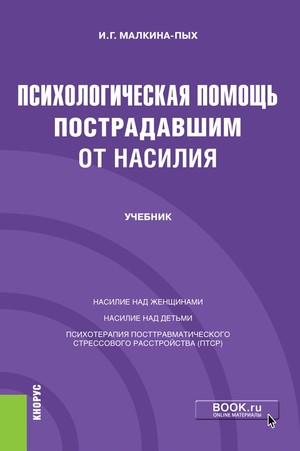 И.Г. МАЛКИНА-ПЫХ
ПСИХОЛОГИЧЕСКАЯ ПОМОЩЬ
ПОСТРАДАВШИМ
ОТ НАСИЛИЯ
УЧЕБНИК
НАСИЛИЕ НАД ЖЕНЩИНАМИ
НАСИЛИЕ НАД ДЕТЬМИ
ПСИХОТЕРАПИЯ ПОСТТРАВМАТИЧЕСКОГО
СТРЕССОВОГО РАССТРОЙСТВА (ПТСР)
КНОРУС
BOOK.ru
ONLINE МАТЕРИАЛЫ